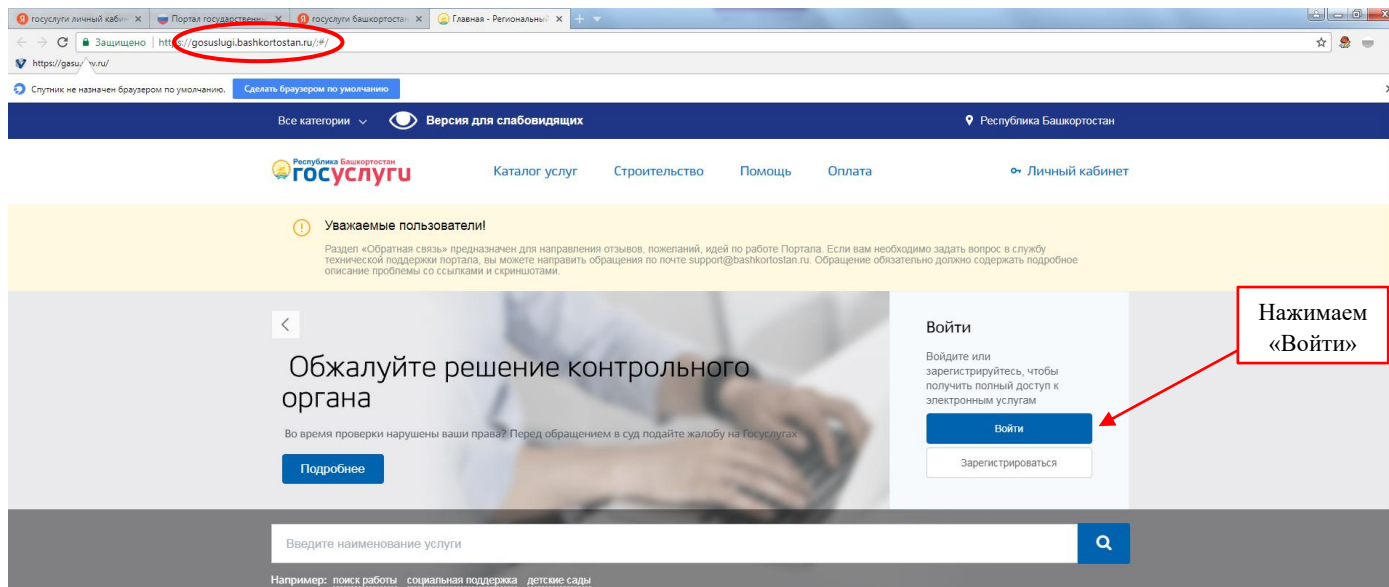 госуслуги личный кабин
Портал государственны
госуслуги башкортостан
Главная - Региональный
Защищено | https://gosuslugi.bashkortostan.ru/:#/
Спутник не назначен браузером по умолчанию. Сделать браузером по умолчанию
Все категории Версия для слабовидящих Республика Башкортостан
Республика Башкортостан
госуслуги
Каталог услуг Строительство Помощь Оплата Личный кабинет
Уважаемые пользователи!
Раздел «Обратная связь» предназначен для направления отзывов, пожеланий, идей по работе Портала. Если вам необходимо задать вопрос в службу
технической поддержки портала, вы можете направить обращения по почте support@bashkortostan.ru. Обращение обязательно должно содержать подробное
описание проблемы со ссылками и скриншотами.
Обжалуйте решение контрольного
органа
Во время проверки нарушены ваши права? Перед обращением в суд подайте жалобу на Госуслугах
Подробнее
Войти
Войдите или
зарегистрируйтесь, чтобы
получить полный доступ к
электронным услугам
Войти
Зарегистрироваться
Нажимаем
«Войти»
Введите наименование услуги
Например: поиск работы социальная поддержка детские сады